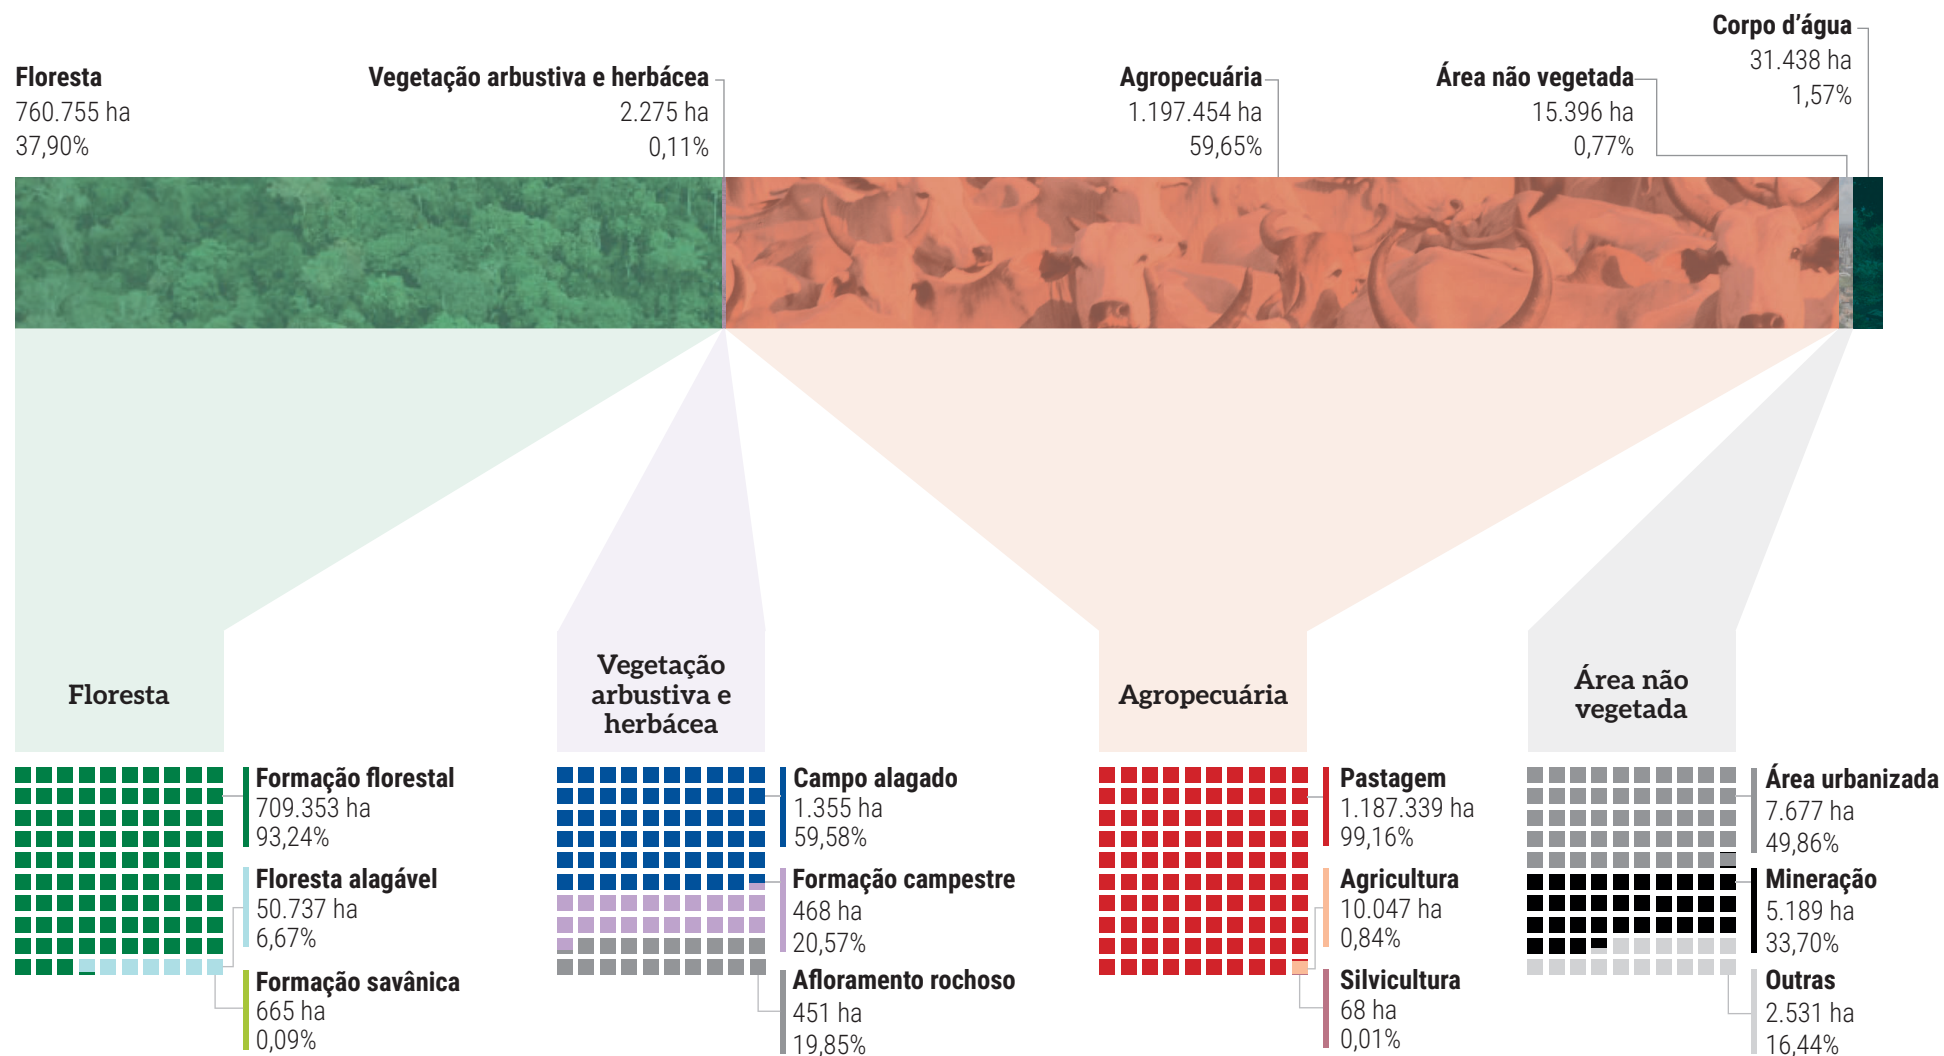 Floresta
760.755 ha
37,90%
Vegetação arbustiva e herbácea
2.275 ha
0,11%
Agropecuária
1.197.454 ha
59,65%
Área não vegetada
15.396 ha
0,77%
Corpo d’água
31.438 ha
1,57%
Floresta
Vegetação
arbustiva e
herbácea
Agropecuária
Área não
vegetada
Formação florestal
709.353 ha
93,24%
Floresta alagável
50.737 ha
6,67%
Formação savânica
665 ha
0,09%
Campo alagado
1.355 ha
59,58%
Formação campestre
468 ha
20,57%
Afloramento rochoso
451 ha
19,85%
Pastagem
1.187.339 ha
99,16%
Agricultura
10.047 ha
0,84%
Silvicultura
68 ha
0,01%
Área urbanizada
7.677 ha
49,86%
Mineração
5.189 ha
33,70%
Outras
2.531 ha
16,44%